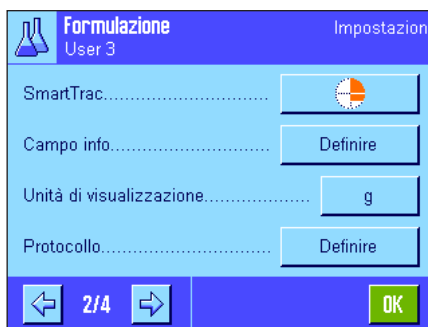 Formulazione
Impostazion
User 3
SmartTrac..............................
Campo info............................. Definire
Unità di visualizzazione.................... g
Protocollo.............................. Definire
2/4
OK